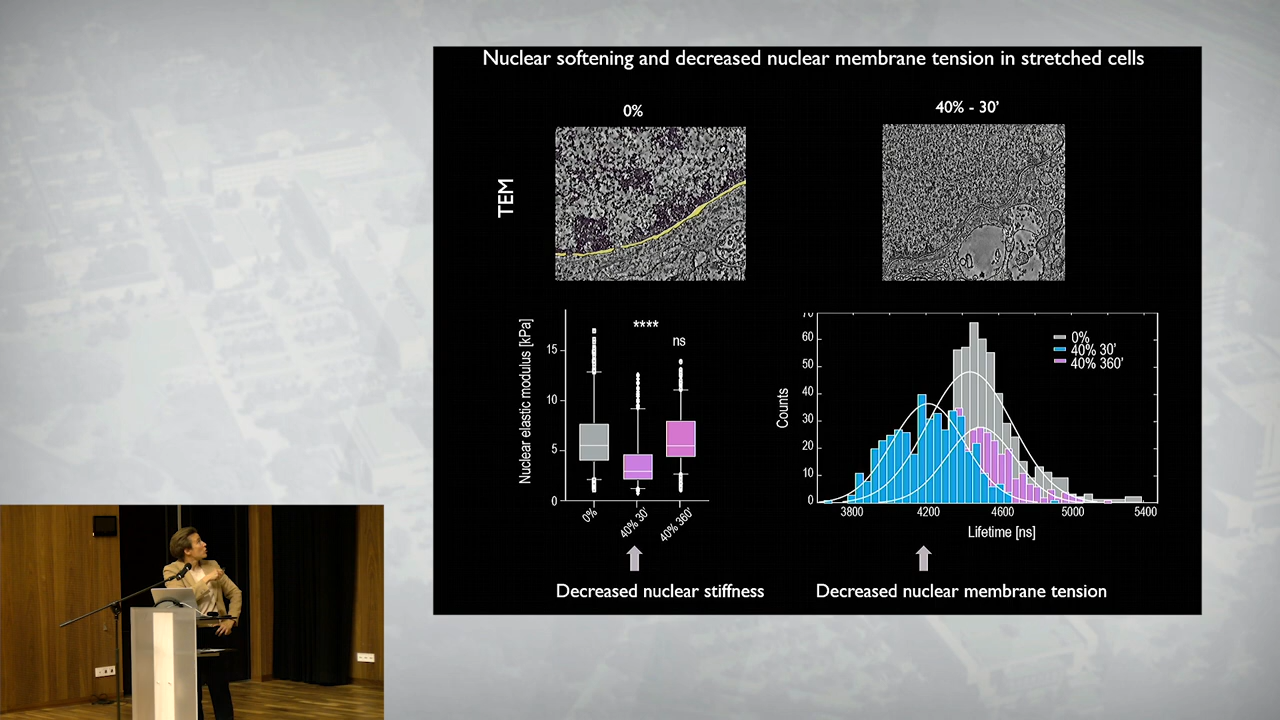 Nuclear softening and decreased nuclear membrane tension in stretched cells
0%
40% - 30’
TEM
Nuclear elastic modulus [kPa]
15
10
5
0
****
ns
0%
40% 30’
40% 360’
Decreased nuclear stiffness
Counts
70
60
50
40
30
20
10
0
0%
40% 30’
40% 360’
3800
4200
4600
5000
5400
Lifetime [ns]
Decreased nuclear membrane tension